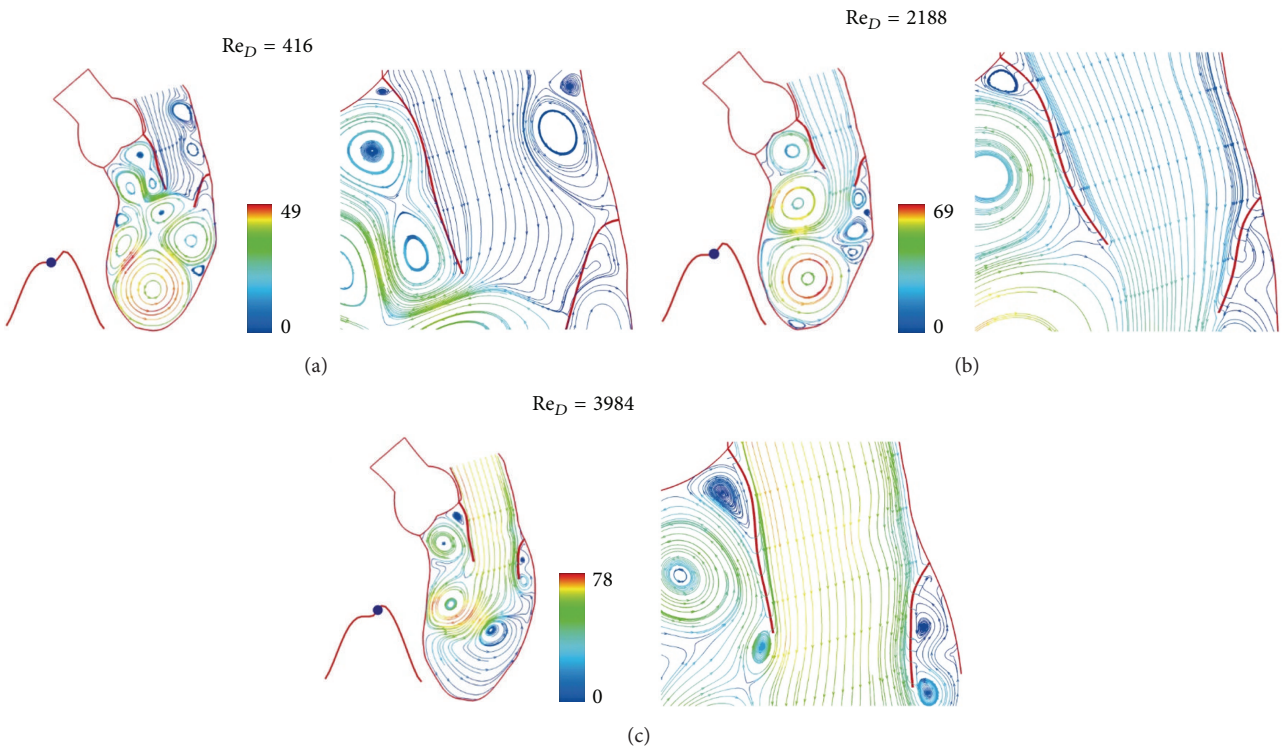 Re_D = 416
49
0
(a)
Re_D = 2188
69
0
(b)
Re_D = 3984
78
0
(c)